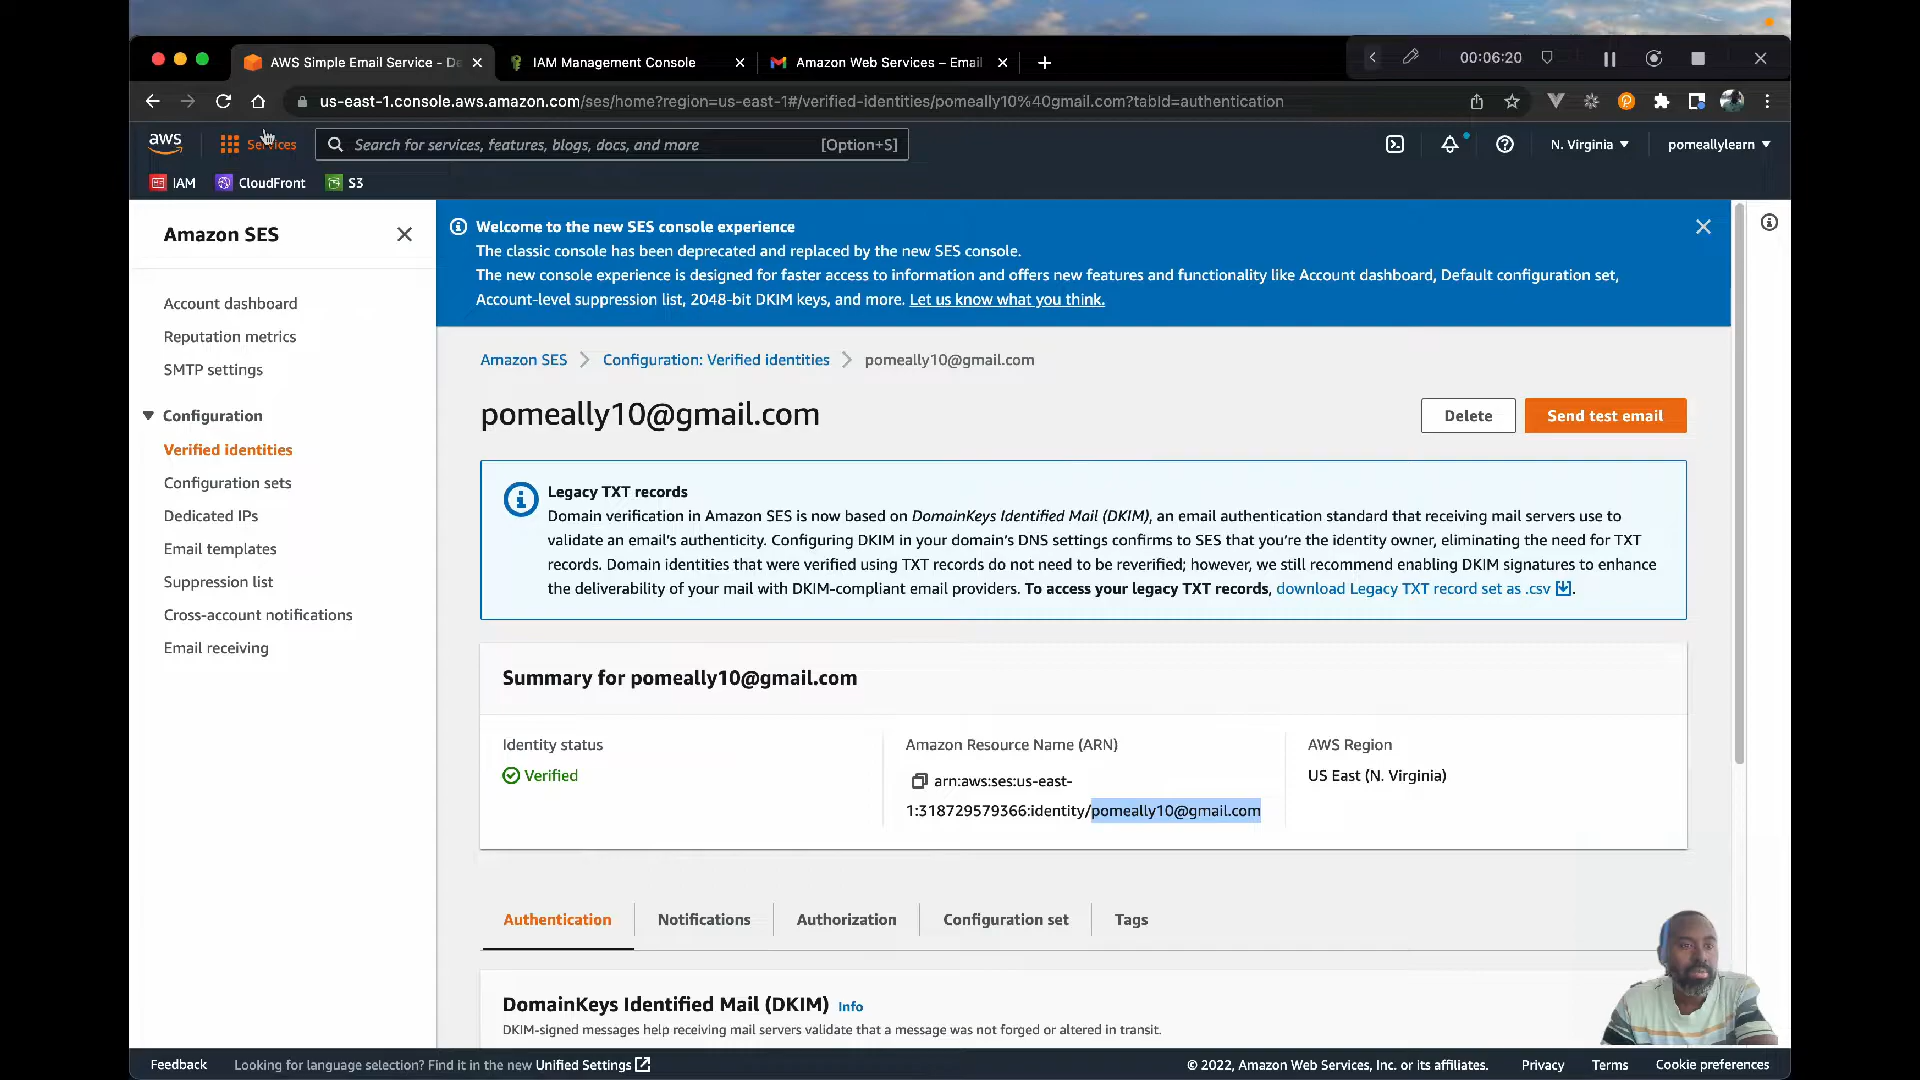 AWS Simple Email Service - De
IAM Management Console
Amazon Web Services – Email
00:06:20
us-east-1.console.aws.amazon.com/ses/home?region=us-east-1#/verified-identities/pomeally10%40gmail.com?tabId=authentication
aws
Services
Search for services, features, blogs, docs, and more
[Option+S]
N. Virginia
pomeallylearn
IAM
CloudFront
S3
Amazon SES
Account dashboard
Reputation metrics
SMTP settings
Configuration
Verified identities
Configuration sets
Dedicated IPs
Email templates
Suppression list
Cross-account notifications
Email receiving
Welcome to the new SES console experience
The classic console has been deprecated and replaced by the new SES console.
The new console experience is designed for faster access to information and offers new features and functionality like Account dashboard, Default configuration set,
Account-level suppression list, 2048-bit DKIM keys, and more. Let us know what you think.
Amazon SES
Configuration: Verified identities
pomeally10@gmail.com
pomeally10@gmail.com
Delete
Send test email
Legacy TXT records
Domain verification in Amazon SES is now based on DomainKeys Identified Mail (DKIM), an email authentication standard that receiving mail servers use to
validate an email's authenticity. Configuring DKIM in your domain's DNS settings confirms to SES that you're the identity owner, eliminating the need for TXT
records. Domain identities that were verified using TXT records do not need to be reverified; however, we still recommend enabling DKIM signatures to enhance
the deliverability of your mail with DKIM-compliant email providers. To access your legacy TXT records, download Legacy TXT record set as .csv.
Summary for pomeally10@gmail.com
Identity status
Verified
Amazon Resource Name (ARN)
arn:aws:ses:us-east-
1:318729579366:identity/pomeally10@gmail.com
AWS Region
US East (N. Virginia)
Authentication
Notifications
Authorization
Configuration set
Tags
DomainKeys Identified Mail (DKIM) Info
DKIM-signed messages help receiving mail servers validate that a message was not forged or altered in transit.
Feedback
Looking for language selection? Find it in the new Unified Settings
© 2022, Amazon Web Services, Inc. or its affiliates.
Privacy
Terms
Cookie preferences